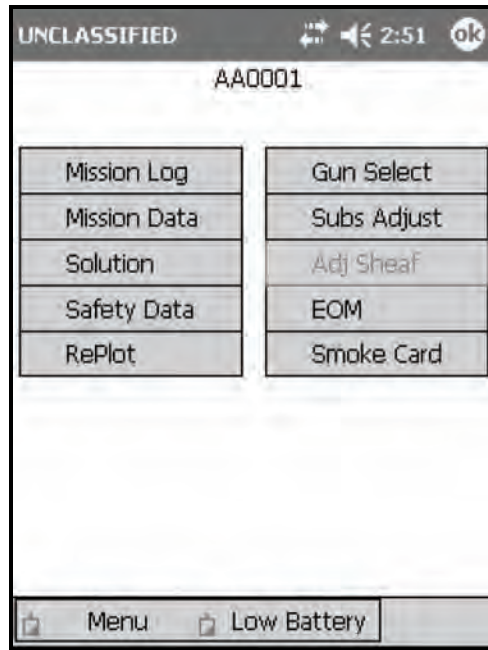 UNCLASSIFIED 2:51 ok
AA0001
Mission Log
Mission Data
Solution
Safety Data
RePlot
Gun Select
Subs Adjust
Adj Sheaf
EOM
Smoke Card
Menu Low Battery